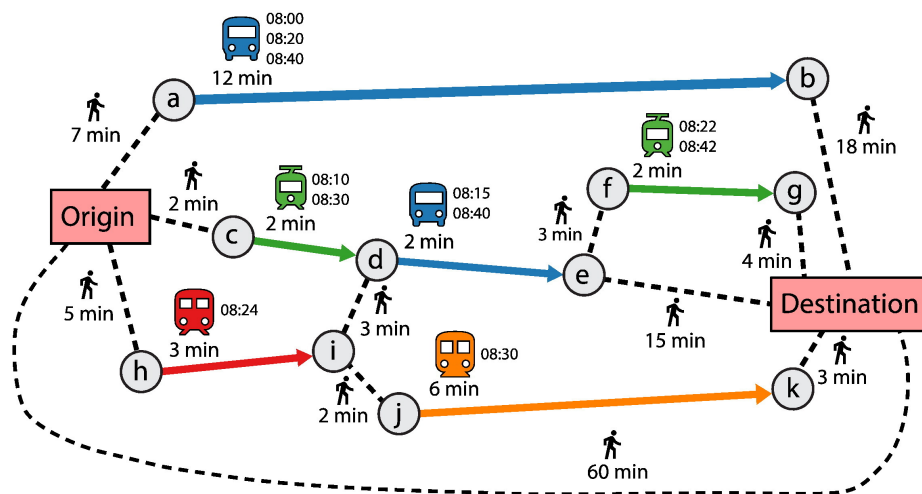 08:00
08:20
08:40
12 min
a
b
7 min
18 min
08:22
08:42
2 min
2 min
08:10
08:30
2 min
08:15
08:40
2 min
f
g
Origin
c
d
3 min
e
4 min
5 min
08:24
3 min
3 min
15 min
Destination
h
i
08:30
6 min
2 min
j
k
3 min
60 min